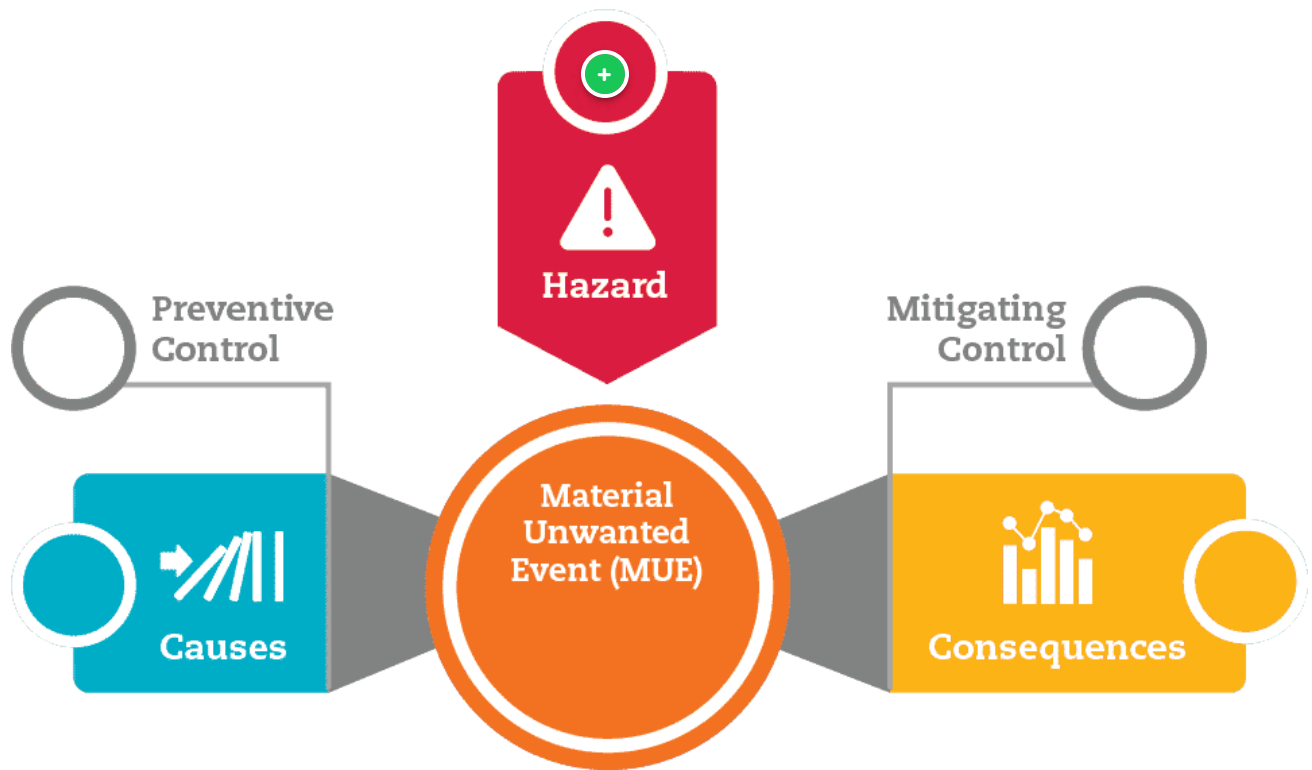 Hazard
Preventive
Control
Mitigating
Control
Material
Unwanted
Event (MUE)
Causes
Consequences